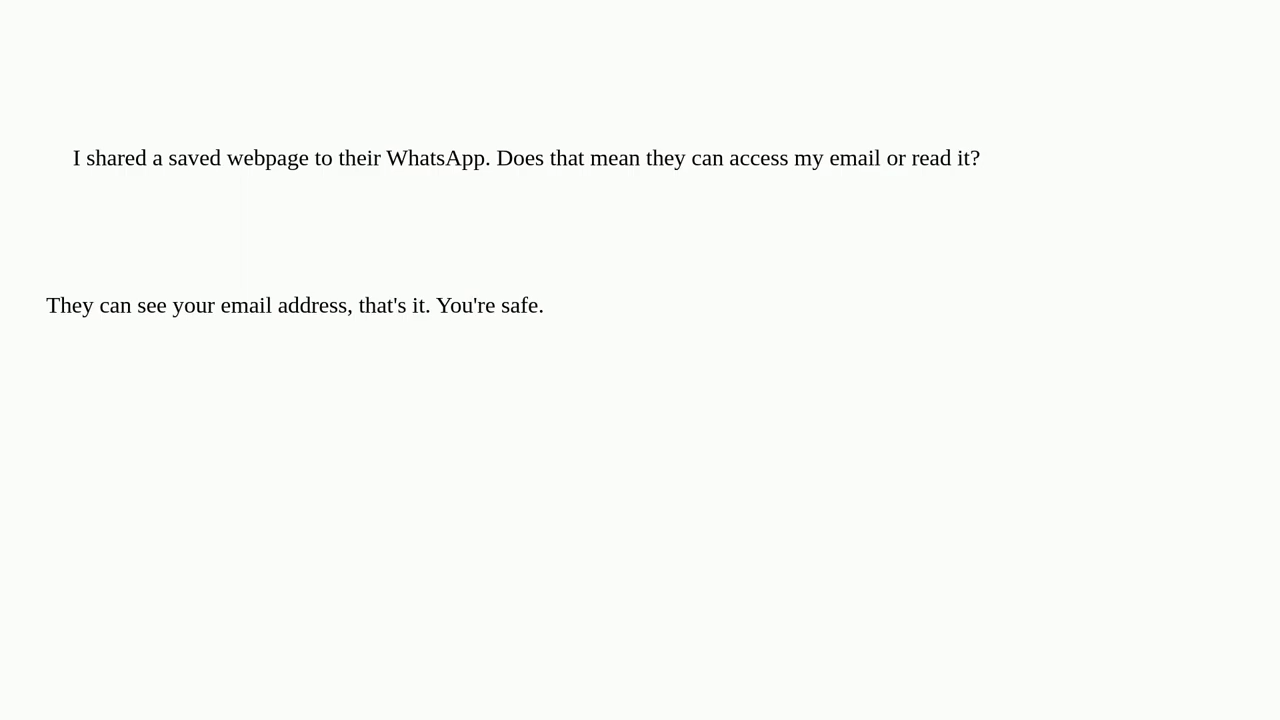 I shared a saved webpage to their WhatsApp. Does that mean they can access my email or read it?
They can see your email address, that's it. You're safe.